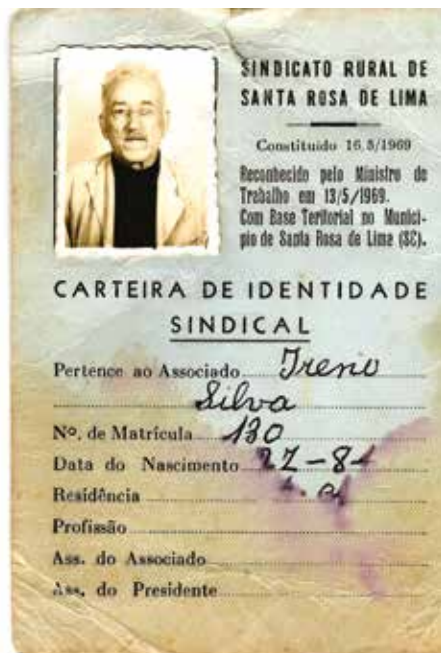 SINDICATO RURAL DE
SANTA ROSA DE LIMA
Constituido 16/8/1969
Reconhecido pelo Ministro do
Trabalho em 13/5/1969.
Com Base Teritorial no Munici-
pio de Santa Rosa de Lima (SC).
CARTEIRA DE IDENTIDADE
SINDICAL
Pertence ao Associado Ireno
Silva
Nº. de Matrícula 130
Data do Nascimento
Residência
Profissão
Ass. do Associado
Ass. do Presidente